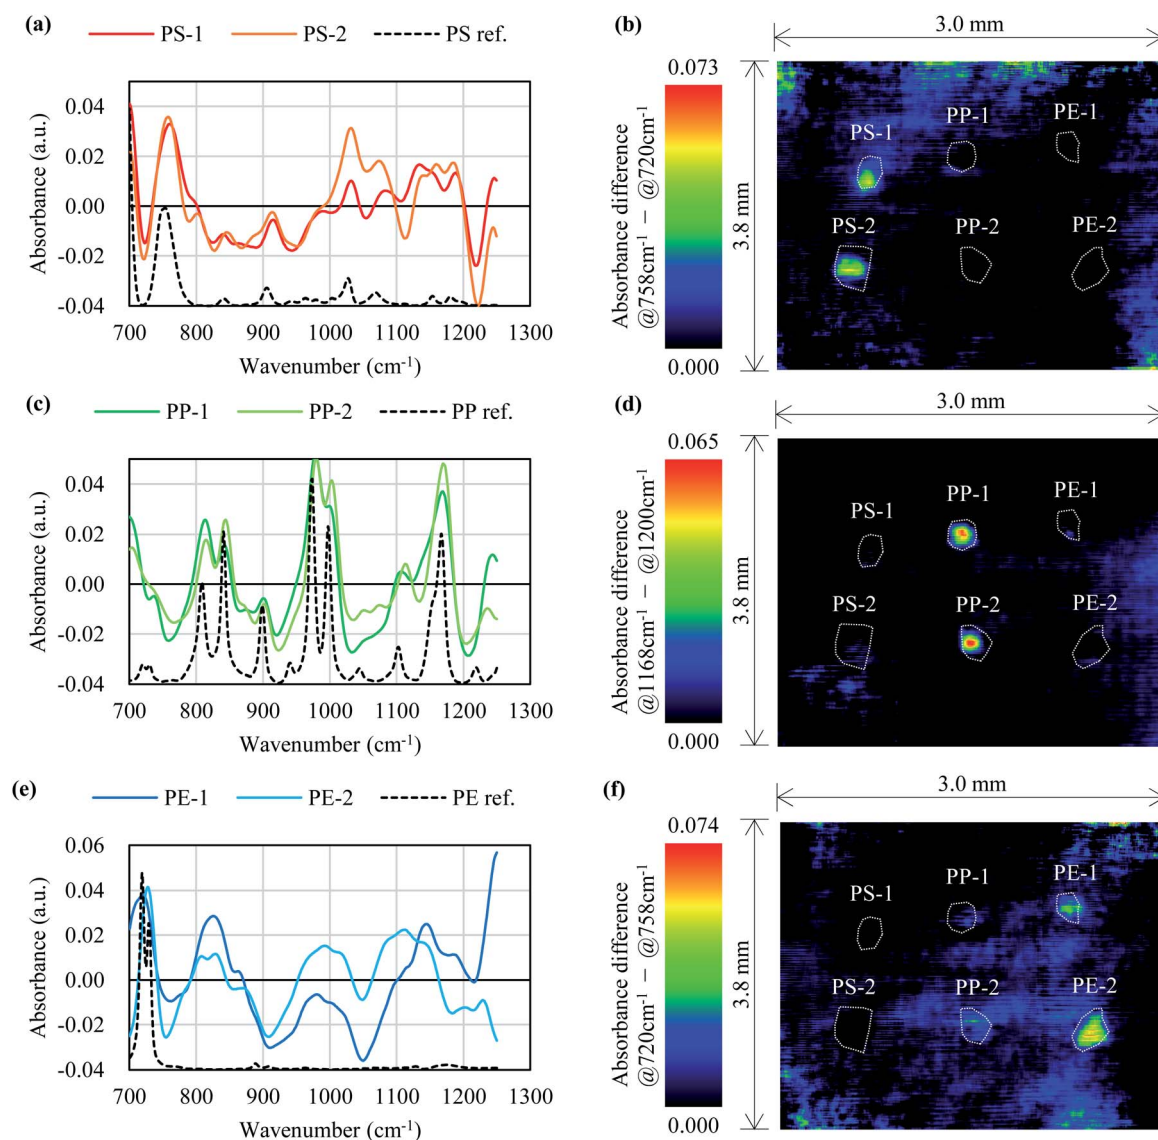 (a)
PS-1 PS-2 PS ref.
Absorbance (a.u.)
0.04
0.02
0.00
-0.02
-0.04
700 800 900 1000 1100 1200 1300
Wavenumber (cm⁻¹)
(b)
3.0 mm
3.8 mm
0.073
Absorbance difference
@758cm⁻¹ − @720cm⁻¹
0.000
PS-1 PP-1 PE-1
PS-2 PP-2 PE-2
(c)
PP-1 PP-2 PP ref.
Absorbance (a.u.)
0.04
0.02
0.00
-0.02
-0.04
700 800 900 1000 1100 1200 1300
Wavenumber (cm⁻¹)
(d)
3.0 mm
3.8 mm
0.065
Absorbance difference
@1168cm⁻¹ − @1200cm⁻¹
0.000
PS-1 PP-1 PE-1
PS-2 PP-2 PE-2
(e)
PE-1 PE-2 PE ref.
Absorbance (a.u.)
0.06
0.04
0.02
0.00
-0.02
-0.04
700 800 900 1000 1100 1200 1300
Wavenumber (cm⁻¹)
(f)
3.0 mm
3.8 mm
0.074
Absorbance difference
@720cm⁻¹ − @758cm⁻¹
0.000
PS-1 PP-1 PE-1
PS-2 PP-2 PE-2